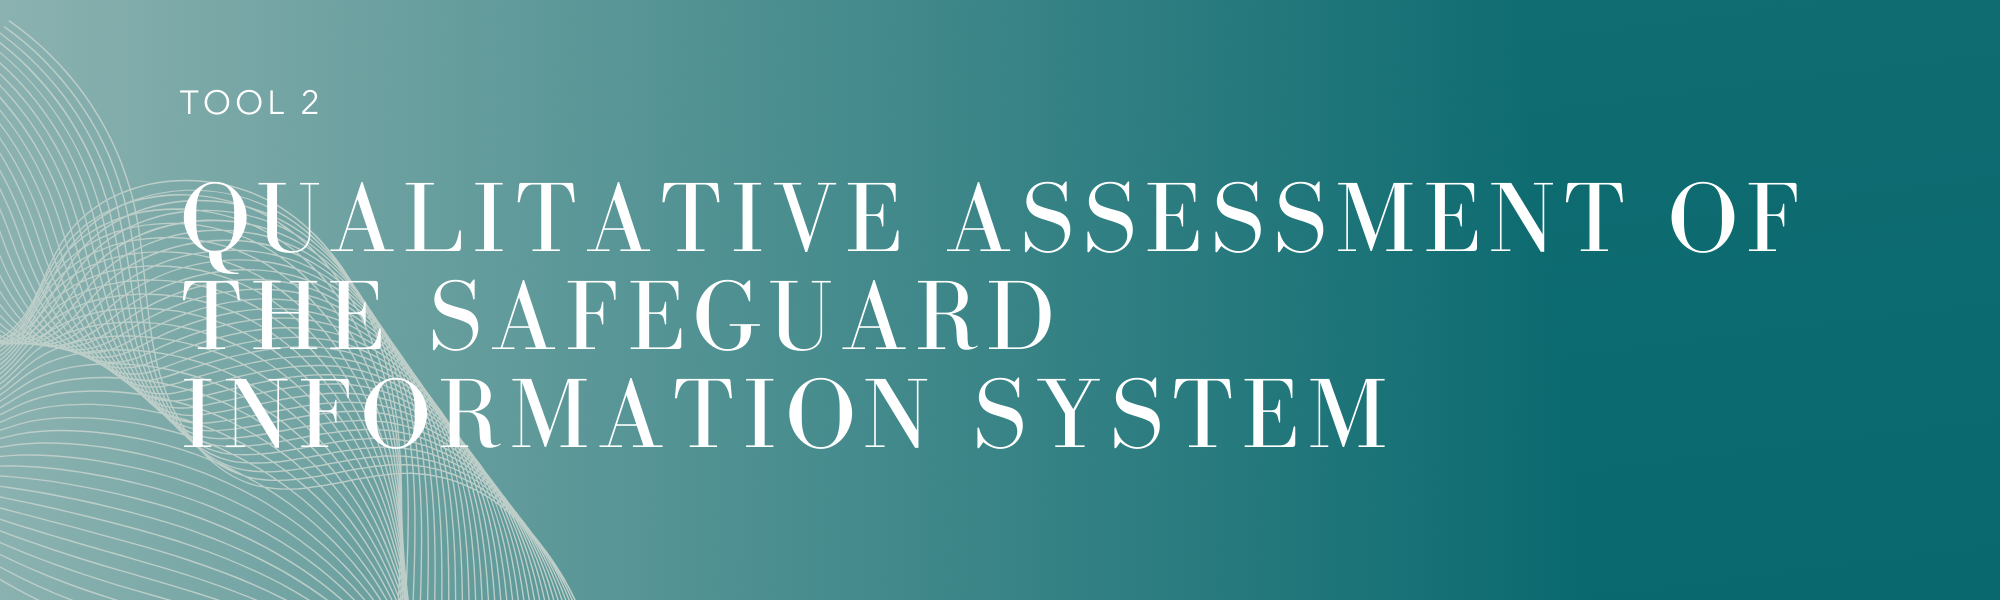 TOOL 2
QUALITATIVE ASSESSMENT OF
THE SAFEGUARD
INFORMATION SYSTEM